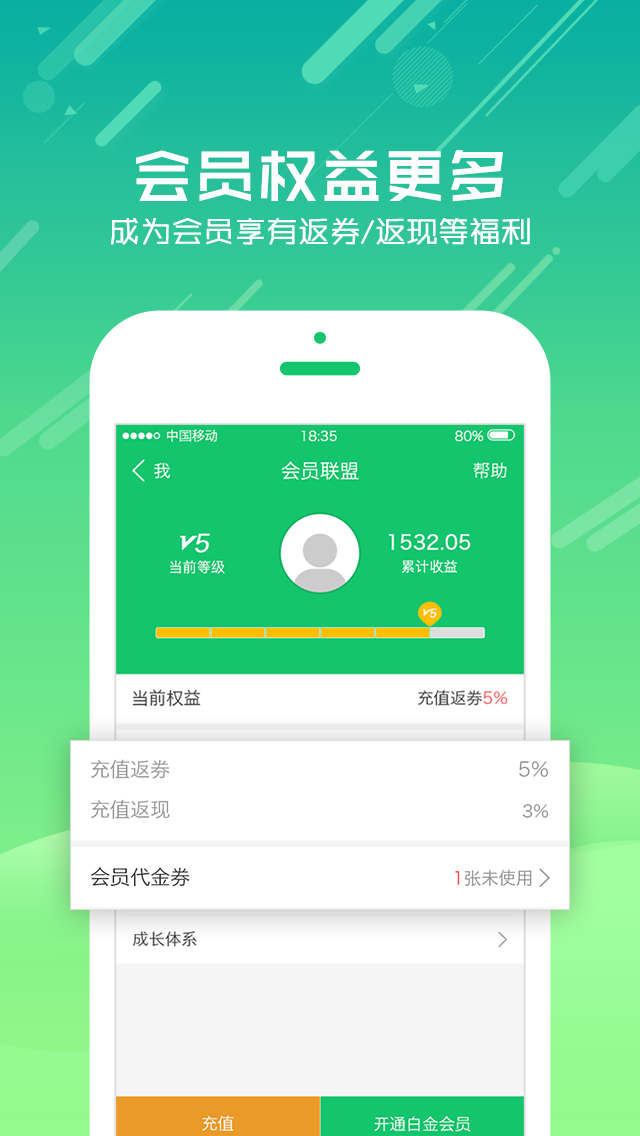 会员权益更多
成为会员享有返券/返现等福利
中国移动 18:35 80%
我 会员联盟 帮助
V5 1532.05
当前等级 累计收益
V5
当前权益 充值返券5%
充值返券 5%
充值返现 3%
会员代金券 1张未使用
成长体系
充值 开通白金会员